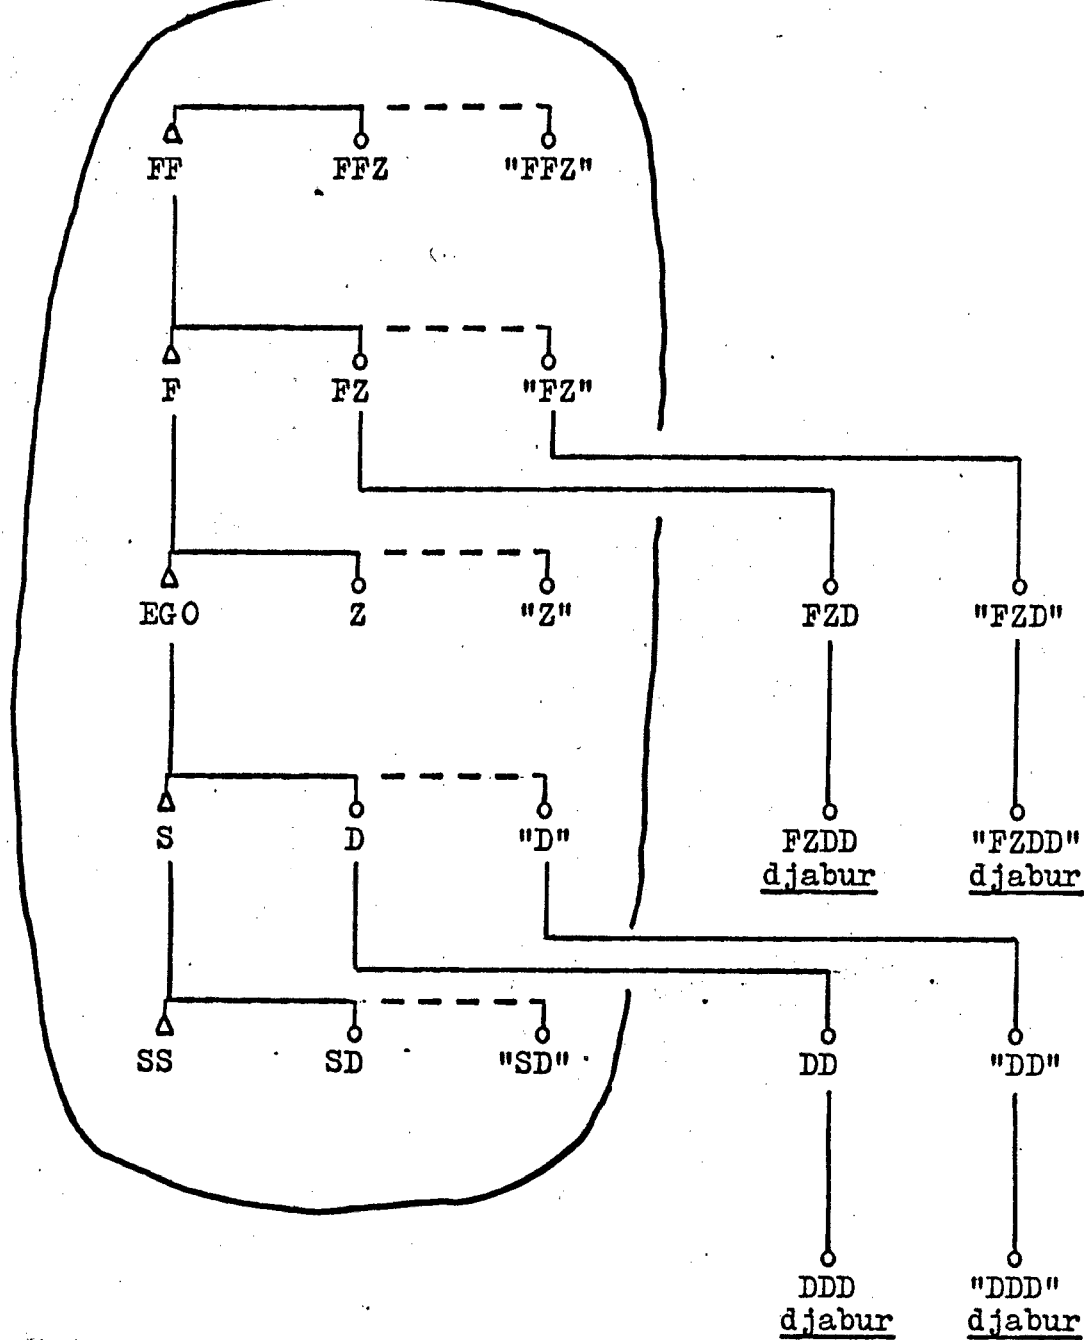 FF FFZ "FFZ"
F FZ "FZ"
EGO Z "Z" FZD "FZD"
S D "D" FZDD "FZDD"
djabur djabur
SS SD "SD" DD "DD"
DDD "DDD"
djabur djabur